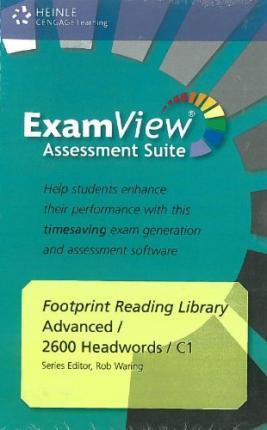 HEINLE
CENGAGE Learning™
ExamView®
Assessment Suite
Help students enhance
their performance with this
timesaving exam generation
and assessment software
Footprint Reading Library
Advanced /
2600 Headwords / C1
Series Editor, Rob Waring